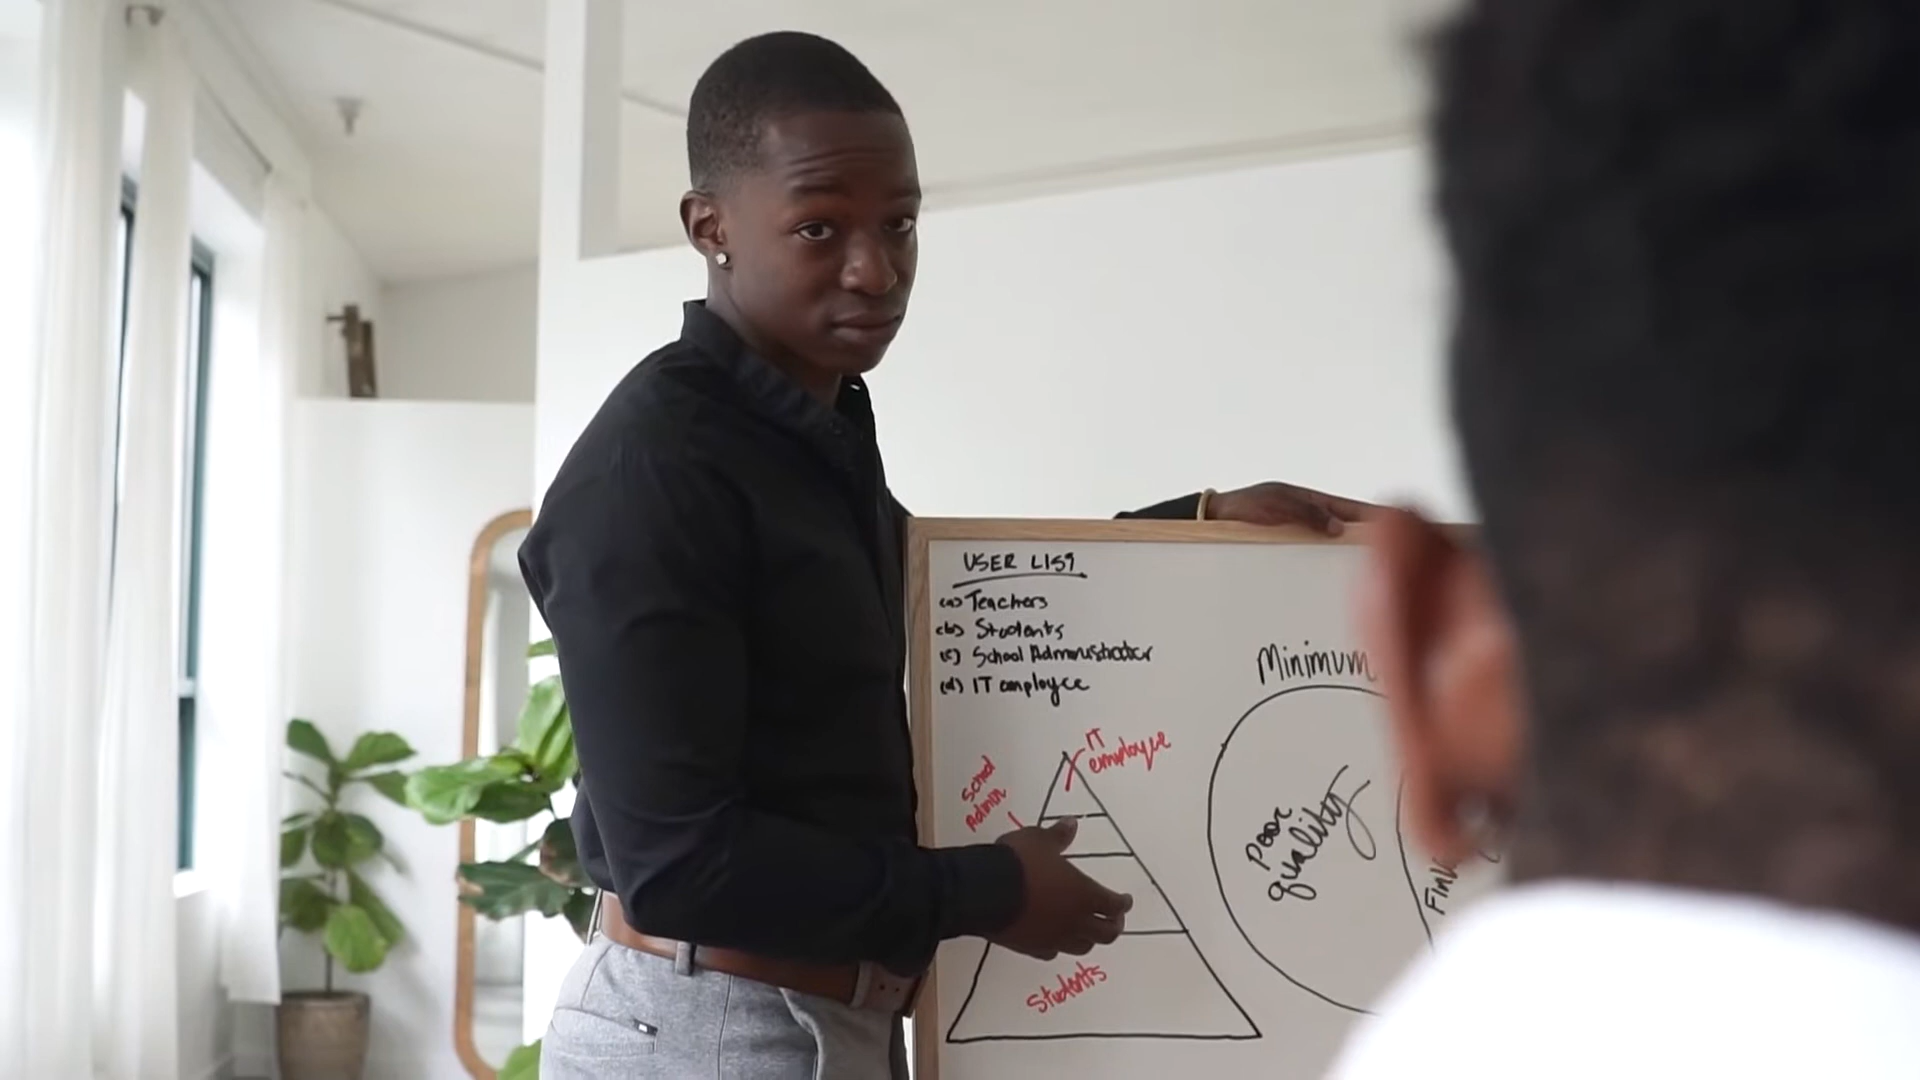 USER LIST
(a) Teachers
(b) Students
(c) School Administrator
(d) IT employee
IT
employee
School
Admin
Students
Minimum
Poor
quality